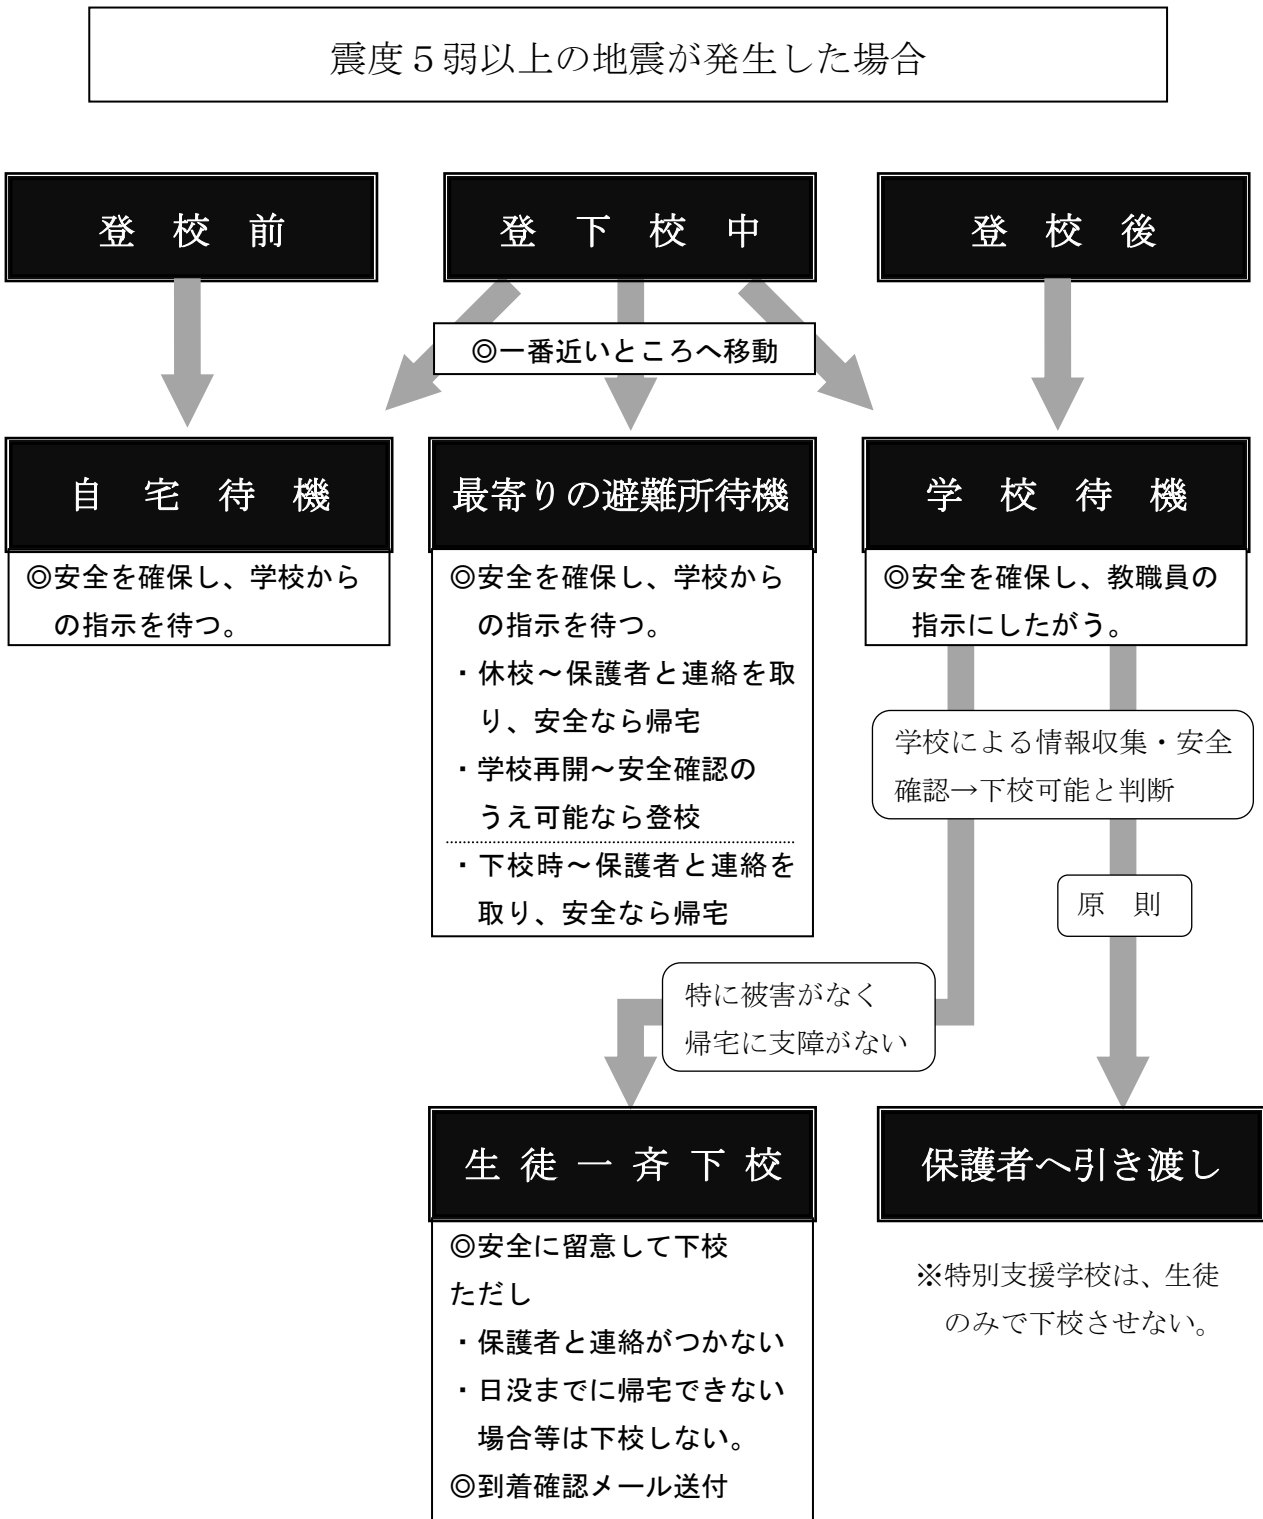 震度５弱以上の地震が発生した場合
登　校　前
登　下　校　中
登　校　後
◎一番近いところへ移動
自　宅　待　機
◎安全を確保し、学校から
の指示を待つ。
最寄りの避難所待機
◎安全を確保し、学校から
の指示を待つ。
・休校～保護者と連絡を取
り、安全なら帰宅
・学校再開～安全確認の
うえ可能なら登校
・下校時～保護者と連絡を
取り、安全なら帰宅
学　校　待　機
◎安全を確保し、教職員の
指示にしたがう。
学校による情報収集・安全
確認→下校可能と判断
原　則
特に被害がなく
帰宅に支障がない
生 徒 一 斉 下 校
◎安全に留意して下校
ただし
・保護者と連絡がつかない
・日没までに帰宅できない
場合等は下校しない。
◎到着確認メール送付
保護者へ引き渡し
※特別支援学校は、生徒
のみで下校させない。